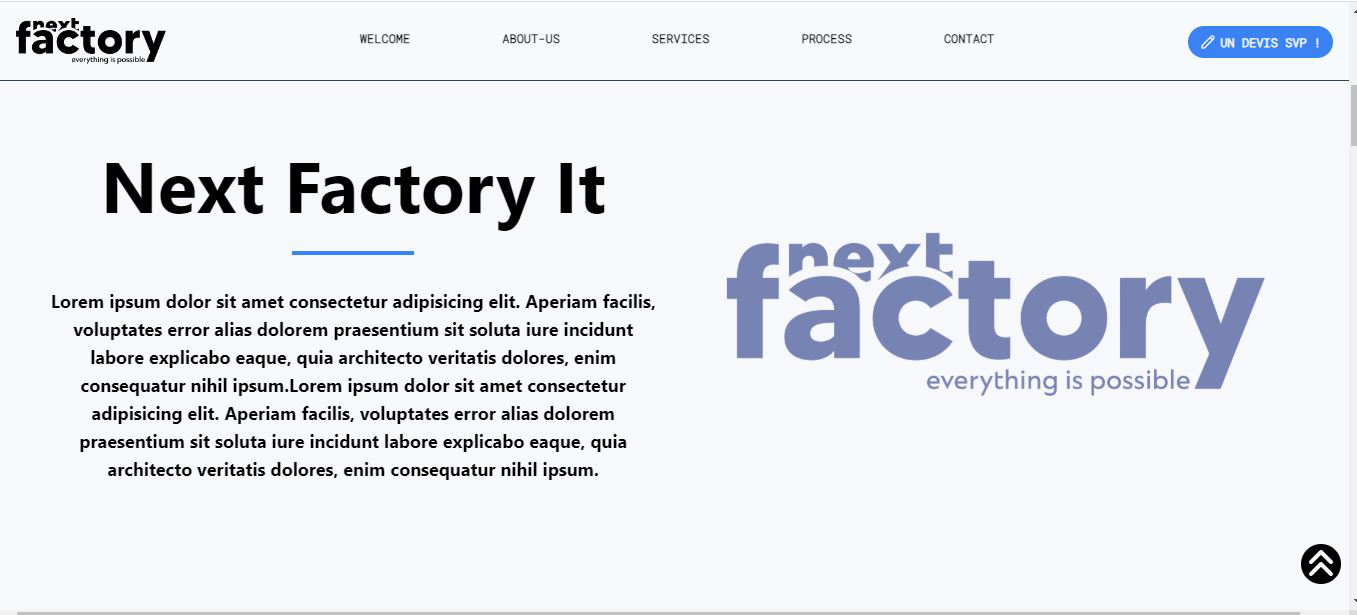 next
factory
everything is possible
WELCOME
ABOUT-US
SERVICES
PROCESS
CONTACT
UN DEVIS SVP !
Next Factory It
Lorem ipsum dolor sit amet consectetur adipisicing elit. Aperiam facilis,
voluptates error alias dolorem praesentium sit soluta iure incidunt
labore explicabo eaque, quia architecto veritatis dolores, enim
consequatur nihil ipsum.Lorem ipsum dolor sit amet consectetur
adipisicing elit. Aperiam facilis, voluptates error alias dolorem
praesentium sit soluta iure incidunt labore explicabo eaque, quia
architecto veritatis dolores, enim consequatur nihil ipsum.
next
factory
everything is possible